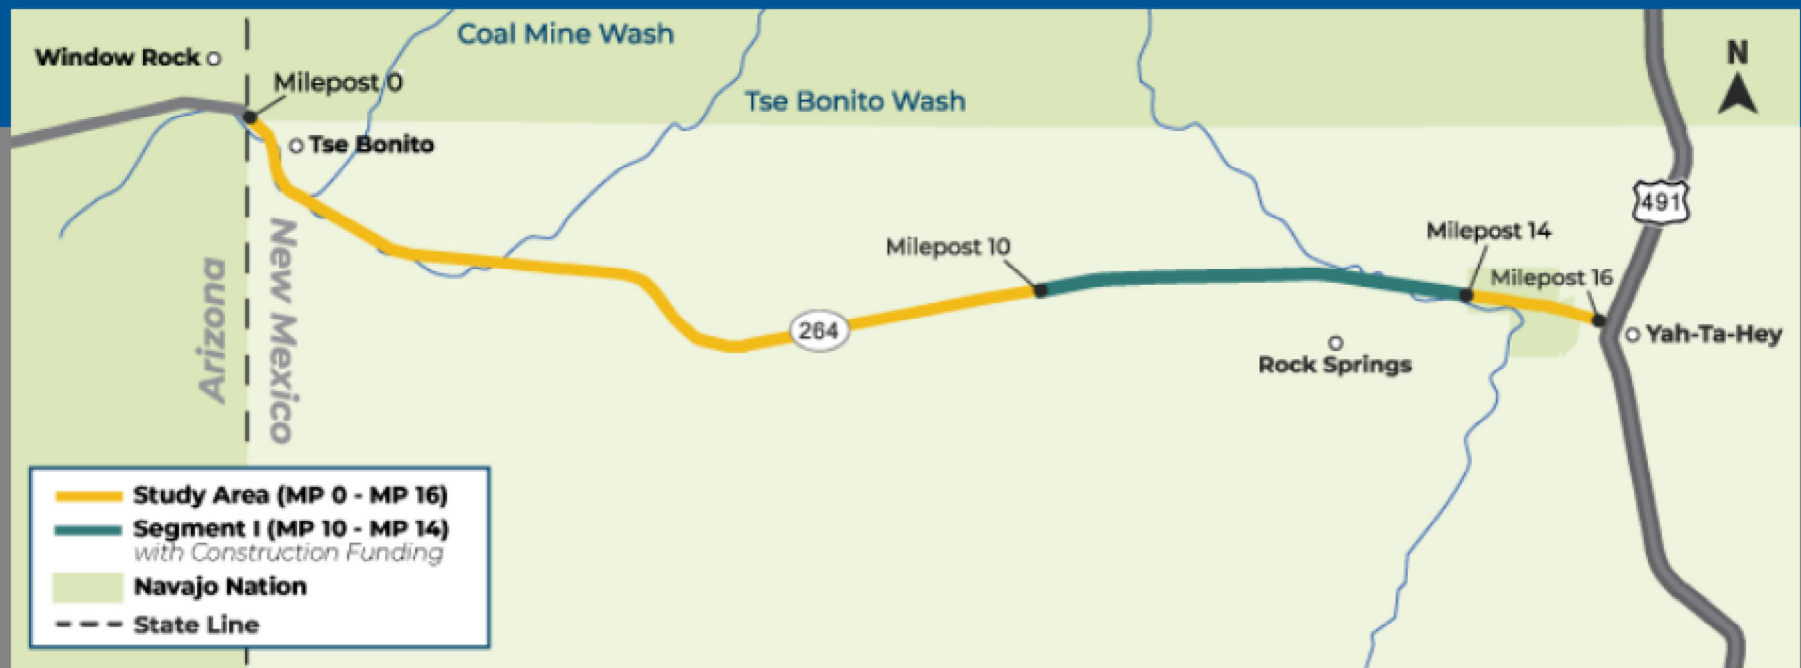 Coal Mine Wash
Window Rock
N
Milepost 0
Tse Bonito Wash
Tse Bonito
491
Milepost 14
Milepost 10
Milepost 16
New Mexico
Arizona
264
Yah-Ta-Hey
Rock Springs
Study Area (MP 0 - MP 16)
Segment I (MP 10 - MP 14)
with Construction Funding
Navajo Nation
State Line